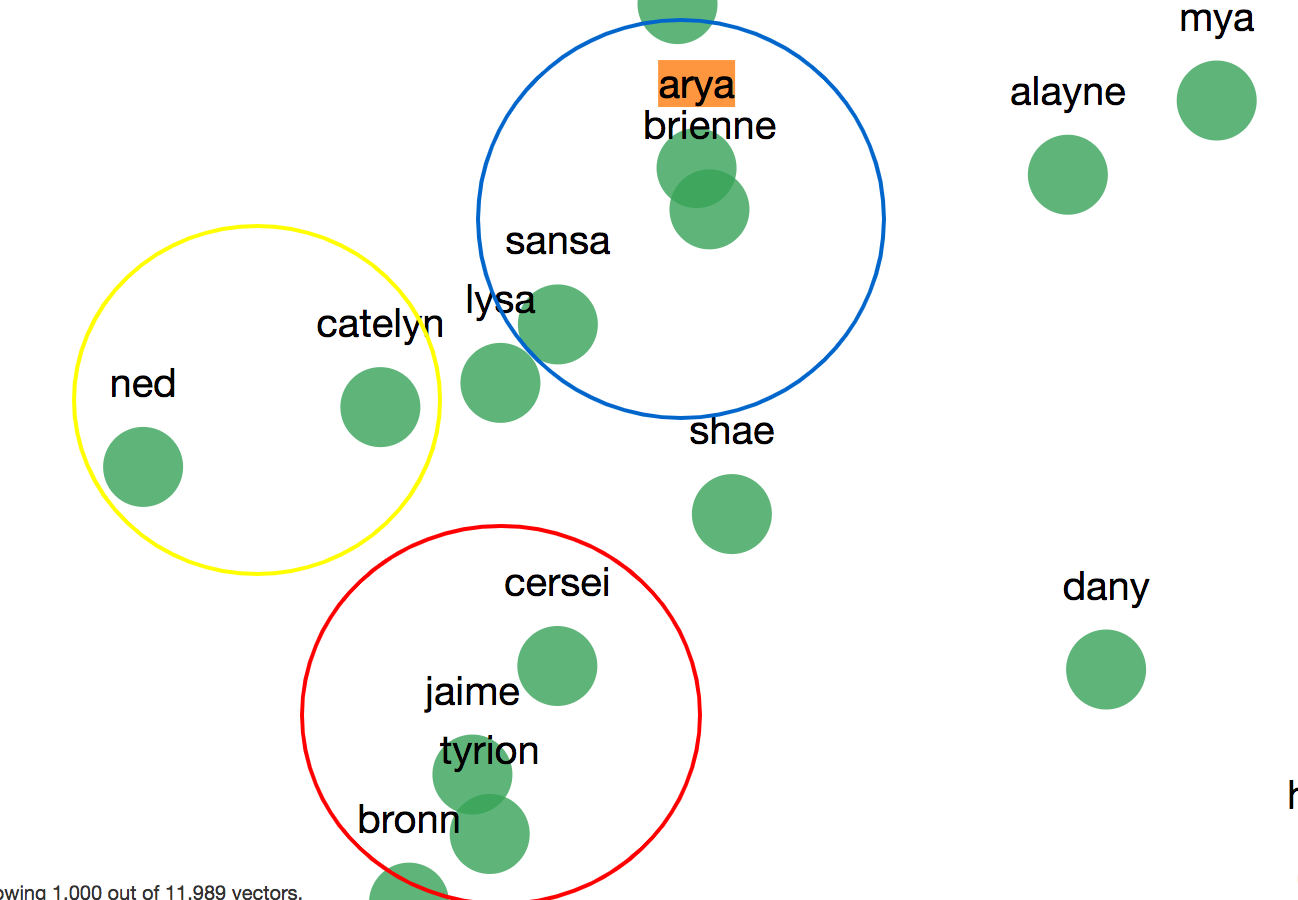 mya
arya
alayne
brienne
sansa
lysa
catelyn
ned
shae
cersei
dany
jaime
tyrion
bronn
h
owing 1,000 out of 11,989 vectors.